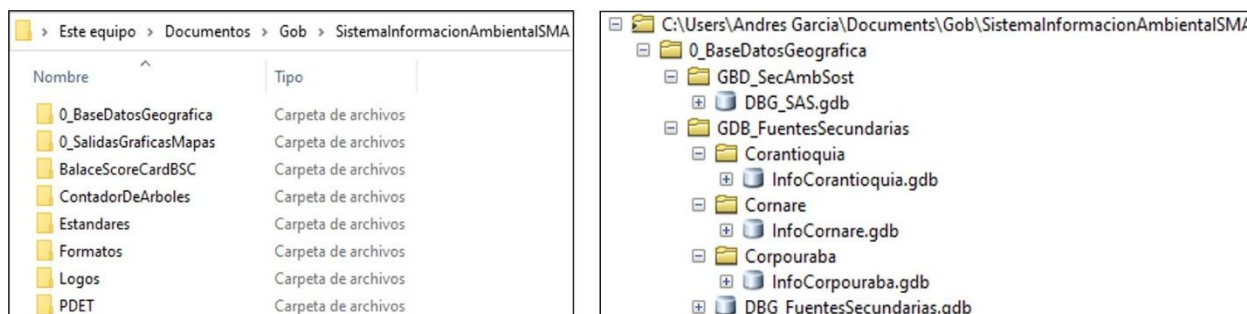 Este equipo > Documentos > Gob > SistemaInformacionAmbientalSMA
Nombre Tipo
0_BaseDatosGeografica Carpeta de archivos
0_SalidasGraficasMapas Carpeta de archivos
BalaceScoreCardBSC Carpeta de archivos
ContadorDeArboles Carpeta de archivos
Estandares Carpeta de archivos
Formatos Carpeta de archivos
Logos Carpeta de archivos
PDET Carpeta de archivos
C:\Users\Andres Garcia\Documents\Gob\SistemaInformacionAmbientalSMA
0_BaseDatosGeografica
GBD_SecAmbSost
DBG_SAS.gdb
GDB_FuentesSecundarias
Corantioquia
InfoCorantioquia.gdb
Cornare
InfoCornare.gdb
Corpouraba
InfoCorpouraba.gdb
DBG_FuentesSecundarias.gdb